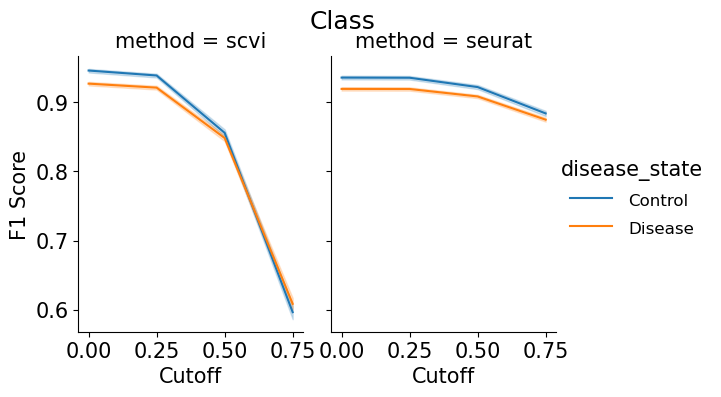 Class
method = scvi
method = seurat
F1 Score
0.9
0.8
0.7
0.6
0.00 0.25 0.50 0.75
0.00 0.25 0.50 0.75
Cutoff
Cutoff
disease_state
Control
Disease